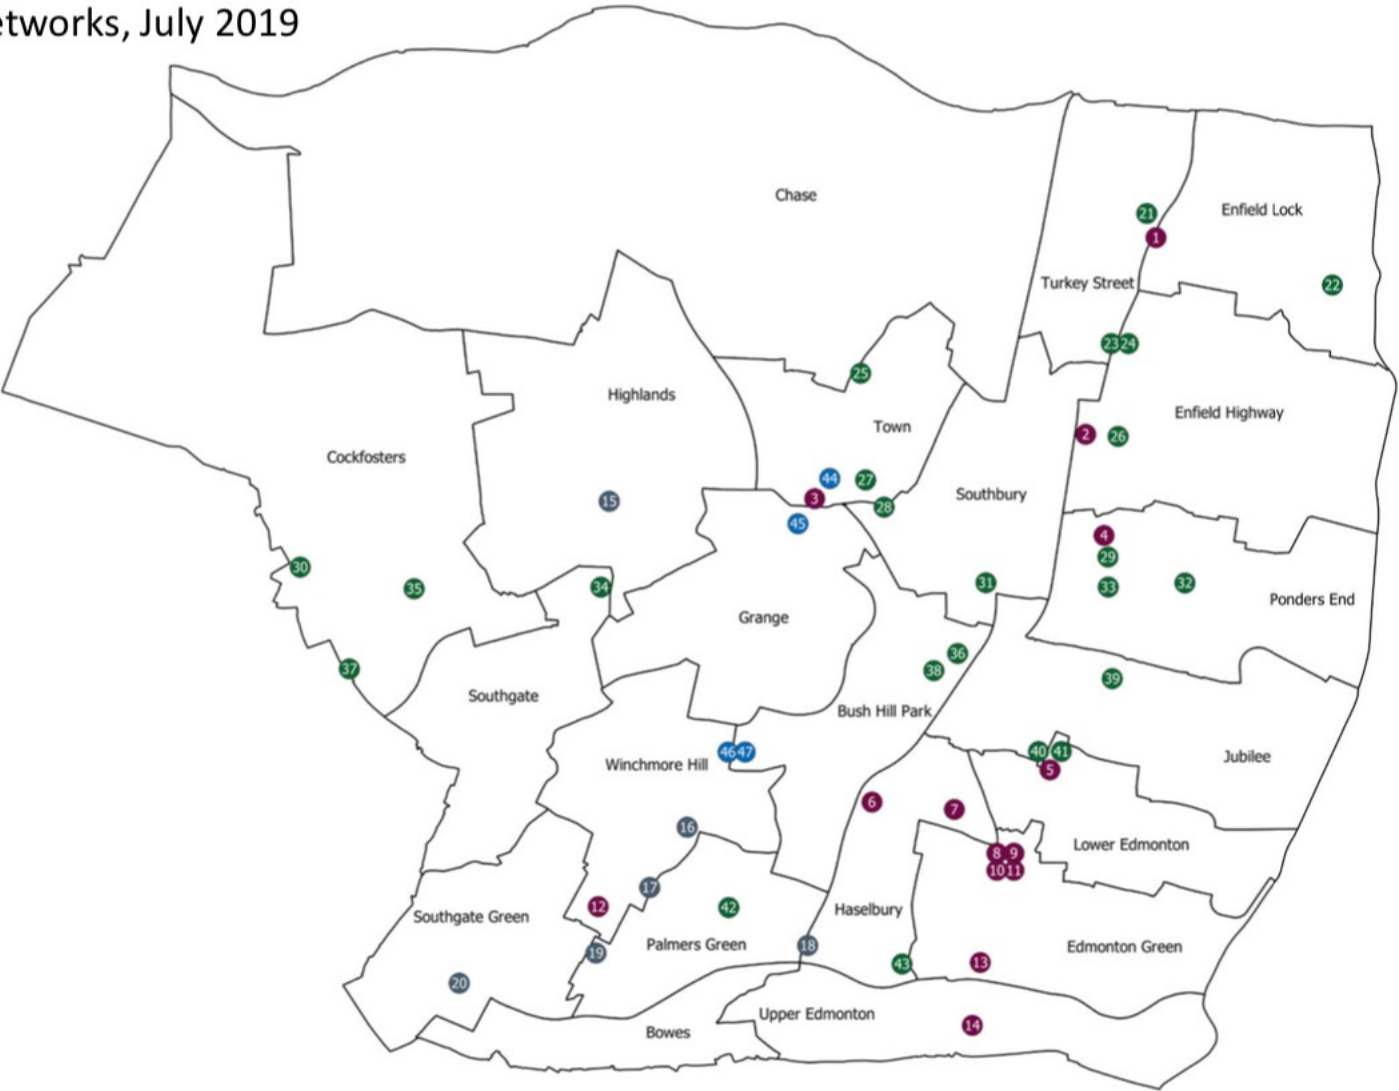 etworks, July 2019
Chase
21
Enfield Lock
1
Turkey Street
22
23 24
25
Highlands
Enfield Highway
Town
2
26
Cockfosters
44
27
Southbury
15
3
28
45
4
29
30
31
32
35
34
33
Ponders End
Grange
36
37
38
39
Southgate
Bush Hill Park
46 47
40 41
Winchmore Hill
Jubilee
5
6
7
16
Lower Edmonton
8 9
10 11
17
12
42
Haselbury
Southgate Green
Palmers Green
18
Edmonton Green
19
43
13
20
Upper Edmonton
14
Bowes